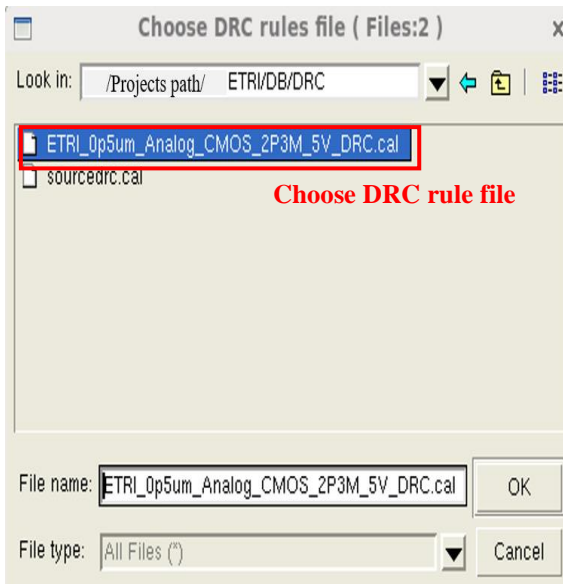 Choose DRC rules file ( Files:2 )
Look in: /Projects path/ ETRI/DB/DRC
ETRI_0p5um_Analog_CMOS_2P3M_5V_DRC.cal
sourcedrc.cal
Choose DRC rule file
File name: ETRI_0p5um_Analog_CMOS_2P3M_5V_DRC.cal OK
File type: All Files (*) Cancel